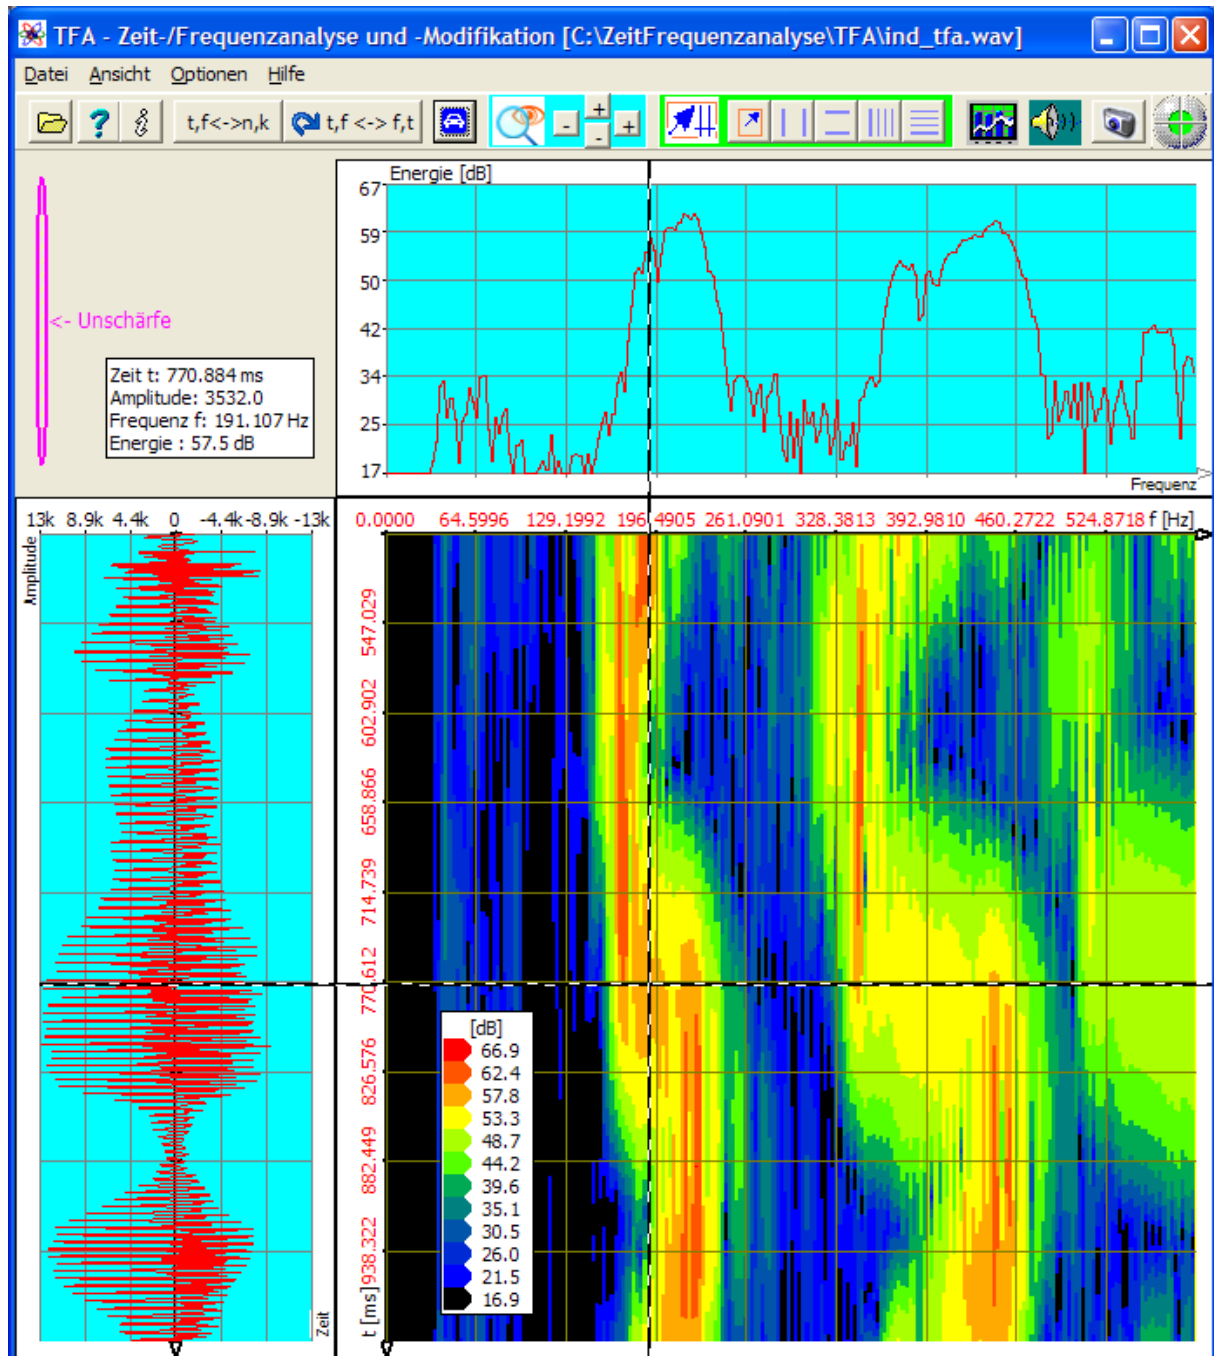 TFA - Zeit-/Frequenzanalyse und -Modifikation [C:\ZeitFrequenzanalyse\TFA\ind_tfa.wav]
Datei Ansicht Optionen Hilfe
t,f<->n,k t,f <-> f,t
- + - +
Energie [dB]
67
59
50
42
34
25
17
Frequenz
<- Unschärfe
Zeit t: 770.884 ms
Amplitude: 3532.0
Frequenz f: 191.107 Hz
Energie : 57.5 dB
13k 8.9k 4.4k 0 -4.4k -8.9k -13k
Amplitude
Zeit
0.0000 64.5996 129.1992 196.4905 261.0901 328.3813 392.9810 460.2722 524.8718 f [Hz]
547.029
602.902
658.866
714.739
770.612
826.576
882.449
938.322
t [ms]
[dB]
66.9
62.4
57.8
53.3
48.7
44.2
39.6
35.1
30.5
26.0
21.5
16.9